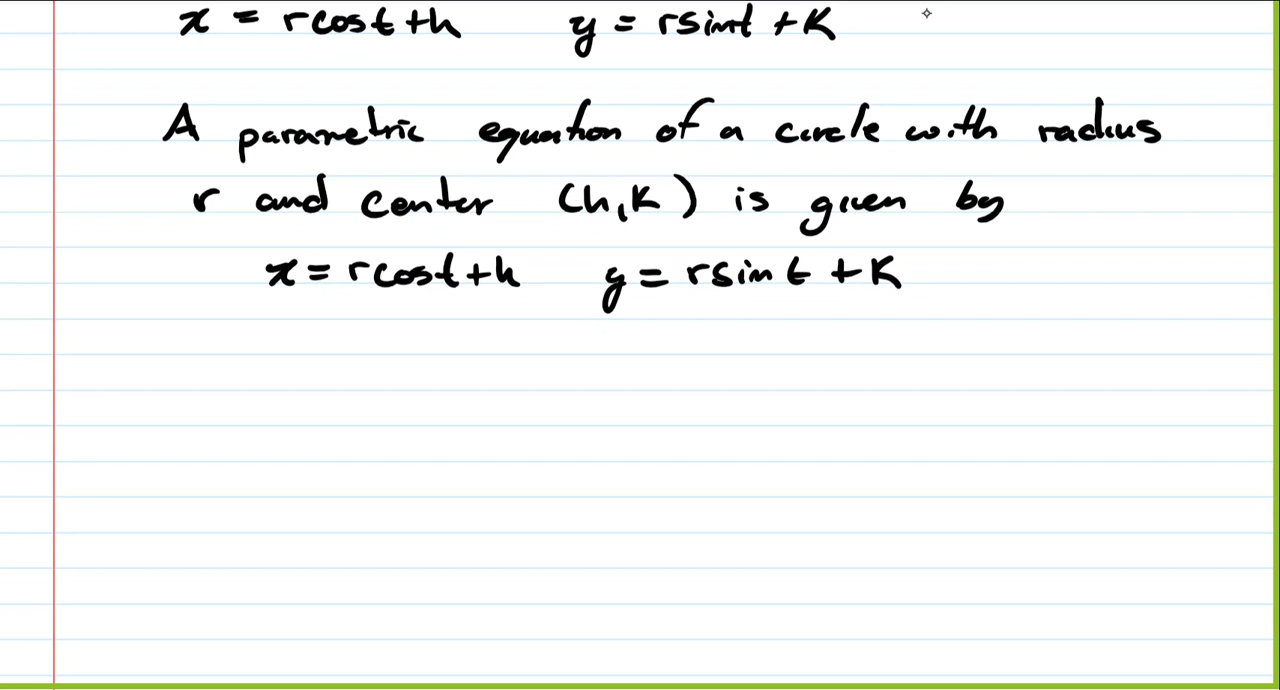 x = rcost+h y = rsint +K
A parametric equation of a circle with radius
r and center (h,K) is given by
x = rcost+h y = rsint +K